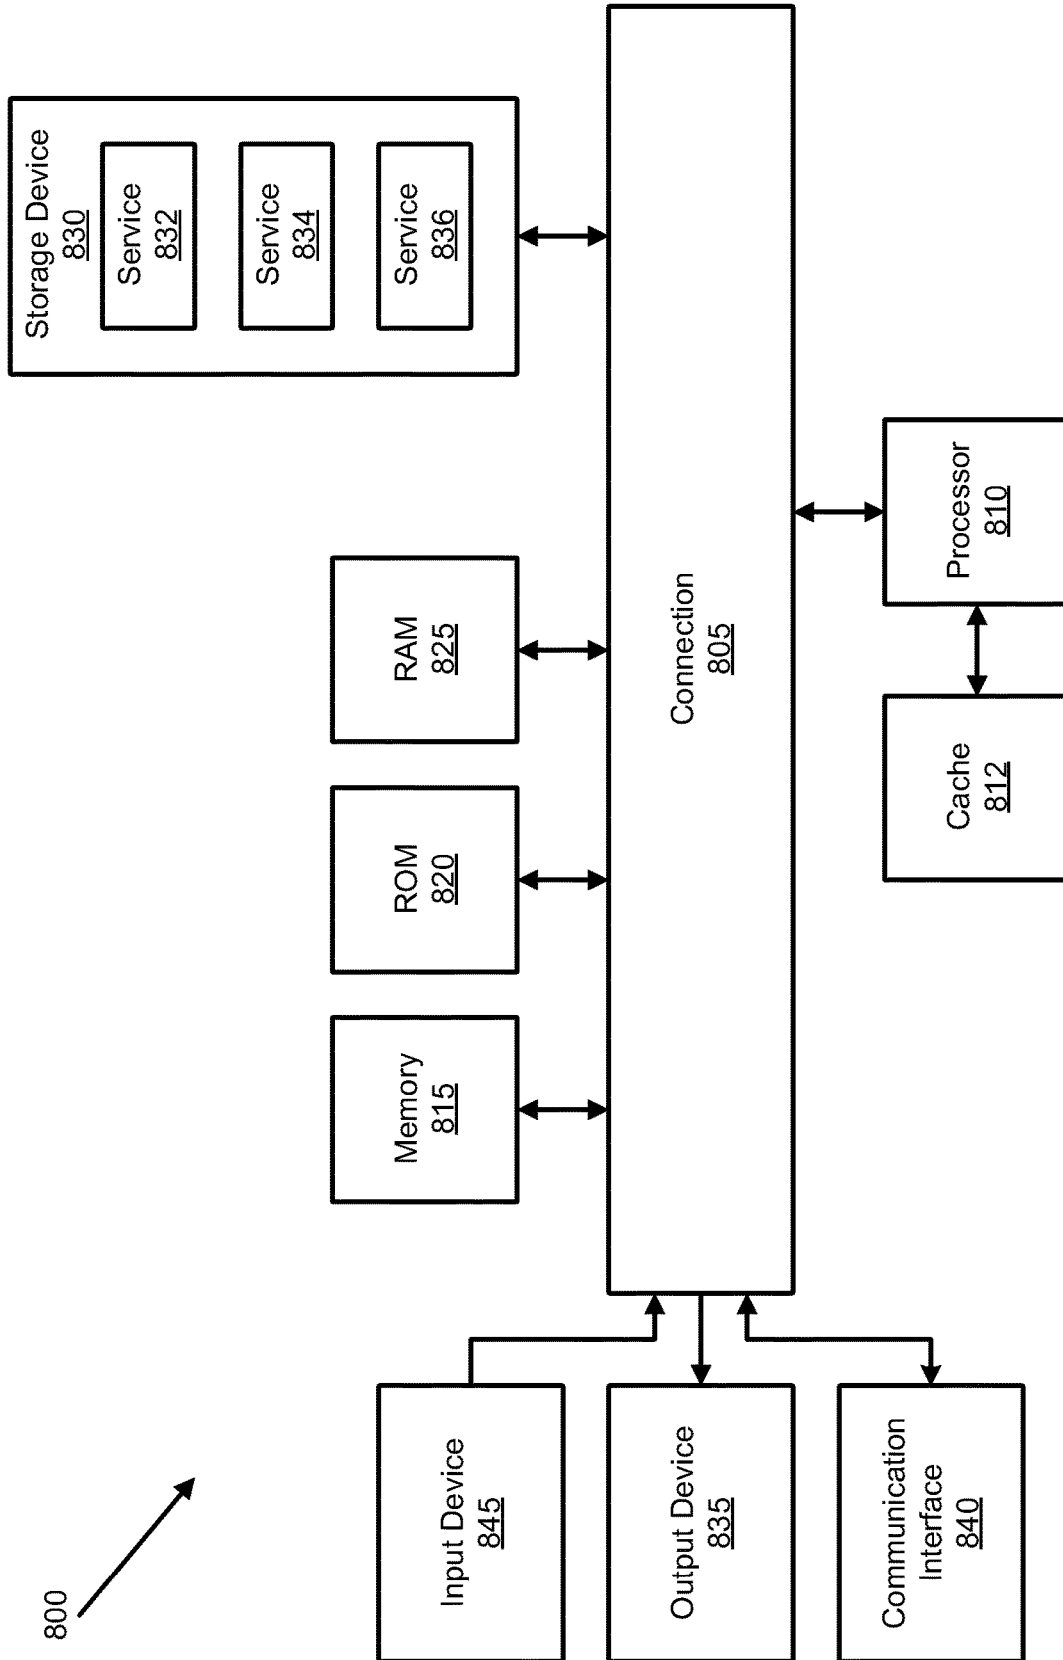 800
Storage Device
830
Service
832
Service
834
Service
836
Input Device
845
Memory
815
ROM
820
RAM
825
Output Device
835
Connection
805
Communication
Interface
840
Cache
812
Processor
810